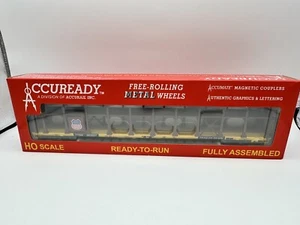 ACCUREADY™
A DIVISION OF ACCURAIL INC.
FREE-ROLLING
METAL WHEELS
ACCUMATE® MAGNETIC COUPLERS
AUTHENTIC GRAPHICS & LETTERING
HO SCALE
READY-TO-RUN
FULLY ASSEMBLED